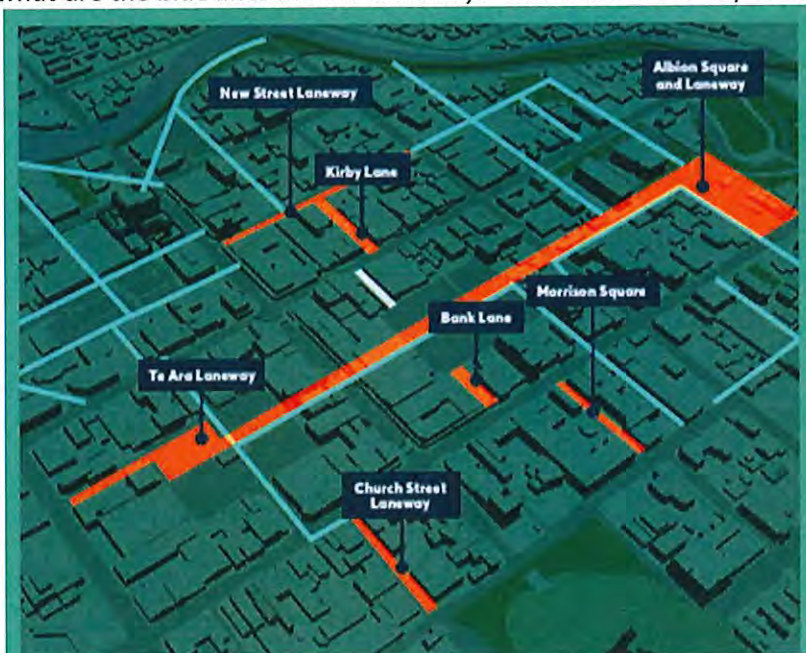 Albion Square
and Laneway
New Street Laneway
Kirby Lane
Morrison Square
Bank Lane
Te Ara Laneway
Church Street
Laneway